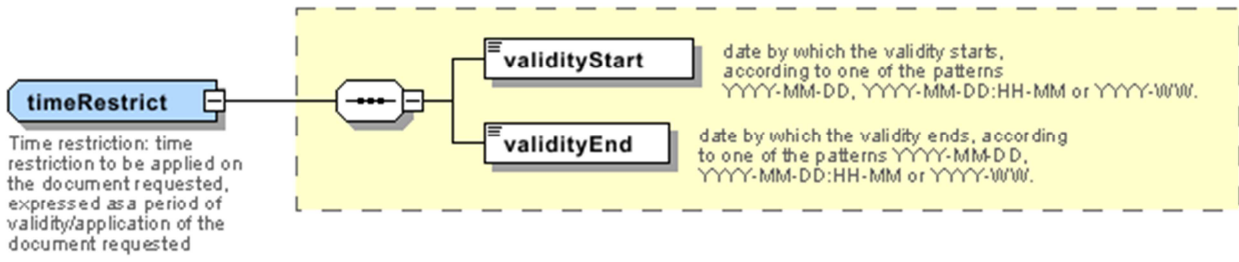 timeRestrict
Time restriction: time
restriction to be applied on
the document requested,
expressed as a period of
validity/application of the
document requested
validityStart
date by which the validity starts,
according to one of the patterns
YYYY-MM-DD, YYYY-MM-DD:HH-MM or YYYY-WW.
validityEnd
date by which the validity ends, according
to one of the patterns YYYY-MM-DD,
YYYY-MM-DD:HH-MM or YYYY-WW.